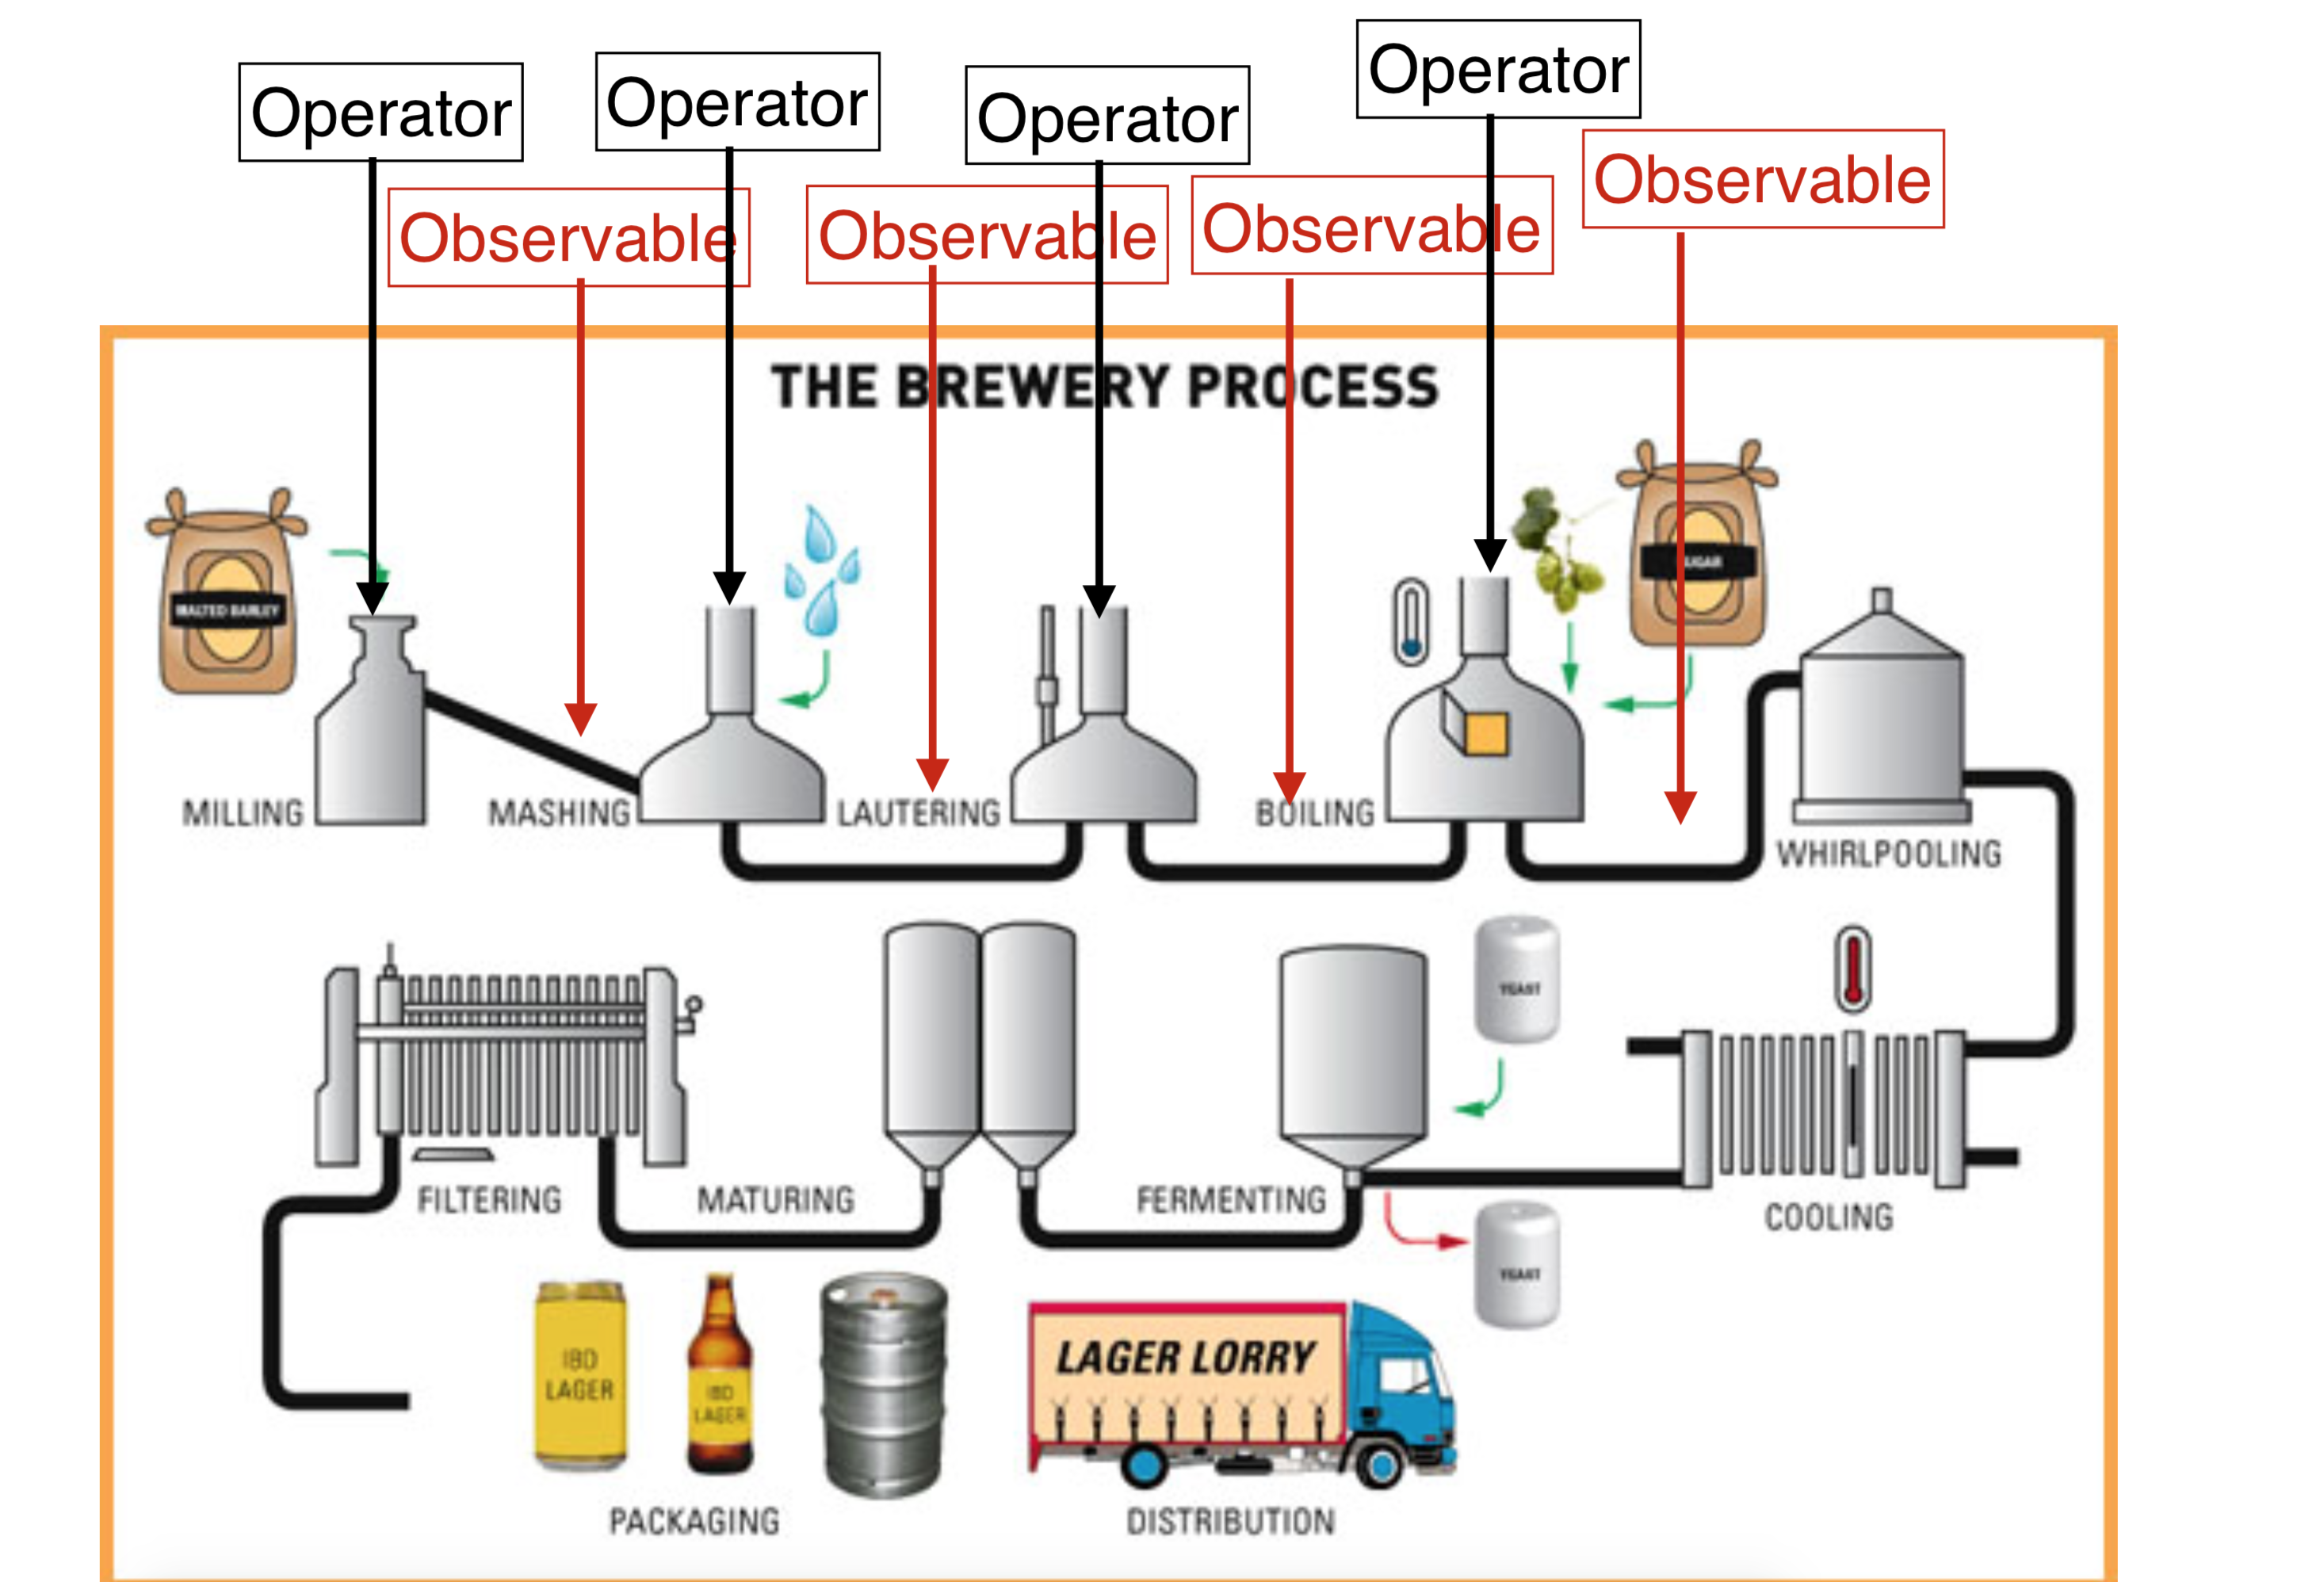 Operator
Operator
Operator
Operator
Observable
Observable
Observable
Observable
THE BREWERY PROCESS
MALTED BARLEY
SUGAR
MILLING
MASHING
LAUTERING
BOILING
WHIRLPOOLING
YEAST
FILTERING
MATURING
FERMENTING
COOLING
YEAST
IBD
LAGER
IBD
LAGER
LAGER LORRY
PACKAGING
DISTRIBUTION